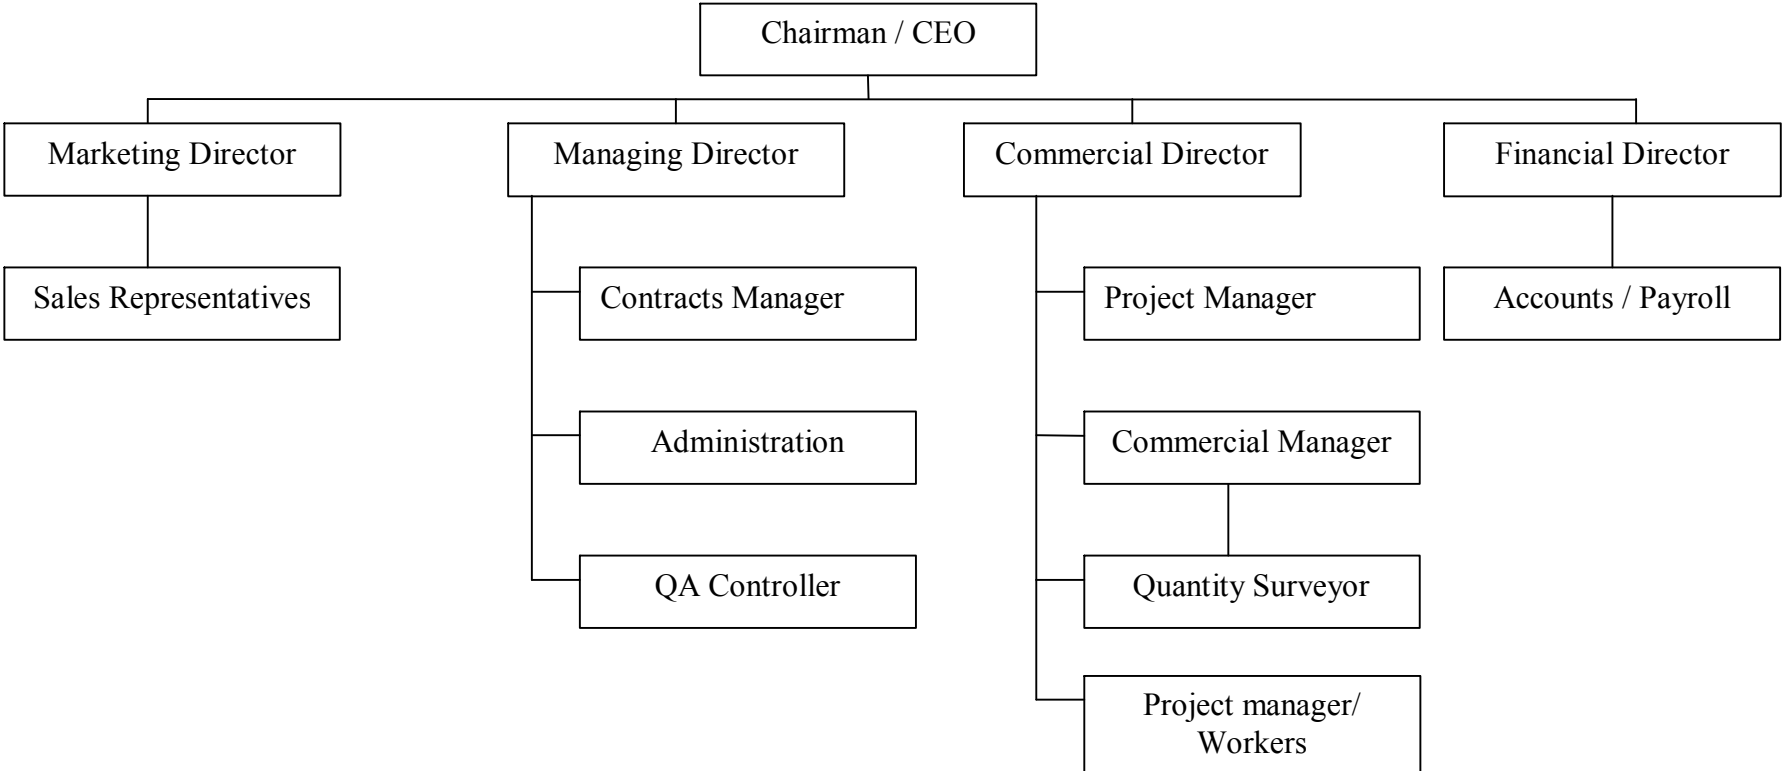 Chairman / CEO
Marketing Director
Managing Director
Commercial Director
Financial Director
Sales Representatives
Contracts Manager
Project Manager
Accounts / Payroll
Administration
Commercial Manager
QA Controller
Quantity Surveyor
Project manager/
Workers